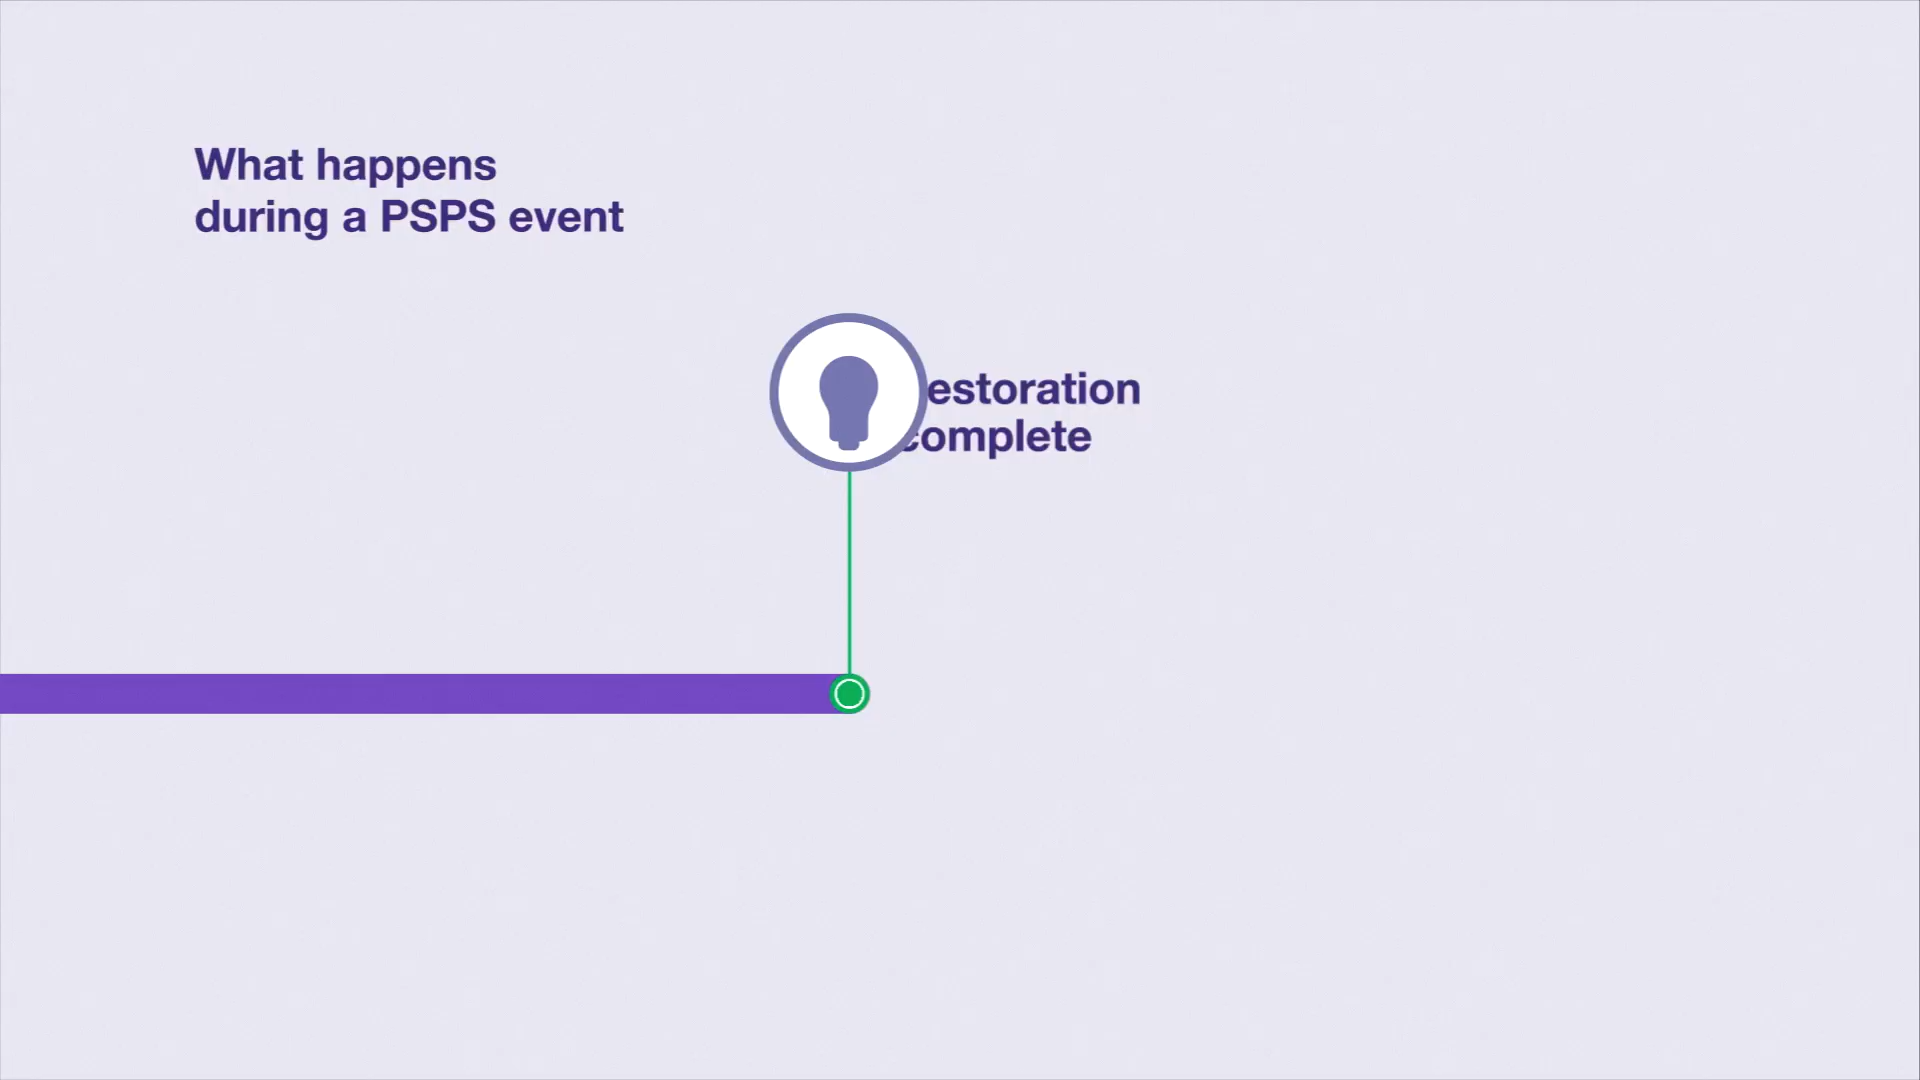 What happens
during a PSPS event
estoration
complete